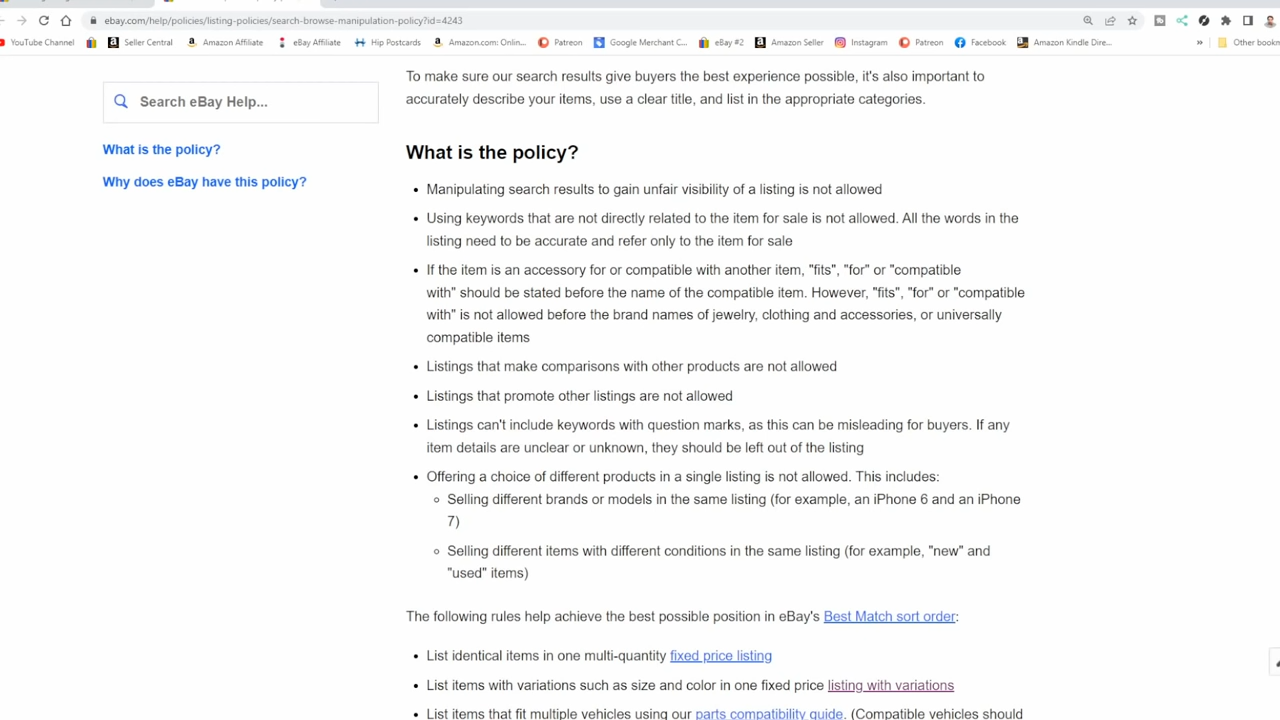 ebay.com/help/policies/listing-policies/search-browse-manipulation-policy?id=4243
YouTube Channel Seller Central Amazon Affiliate eBay Affiliate Hip Postcards Amazon.com: Onlin... Patreon Google Merchant C... eBay #2 Amazon Seller Instagram Patreon Facebook Amazon Kindle Dire... » Other bookm
Search eBay Help...
What is the policy?
Why does eBay have this policy?
To make sure our search results give buyers the best experience possible, it's also important to
accurately describe your items, use a clear title, and list in the appropriate categories.
What is the policy?
• Manipulating search results to gain unfair visibility of a listing is not allowed
• Using keywords that are not directly related to the item for sale is not allowed. All the words in the
listing need to be accurate and refer only to the item for sale
• If the item is an accessory for or compatible with another item, "fits", "for" or "compatible
with" should be stated before the name of the compatible item. However, "fits", "for" or "compatible
with" is not allowed before the brand names of jewelry, clothing and accessories, or universally
compatible items
• Listings that make comparisons with other products are not allowed
• Listings that promote other listings are not allowed
• Listings can't include keywords with question marks, as this can be misleading for buyers. If any
item details are unclear or unknown, they should be left out of the listing
• Offering a choice of different products in a single listing is not allowed. This includes:
◦ Selling different brands or models in the same listing (for example, an iPhone 6 and an iPhone
7)
◦ Selling different items with different conditions in the same listing (for example, "new" and
"used" items)
The following rules help achieve the best possible position in eBay's Best Match sort order:
• List identical items in one multi-quantity fixed price listing
• List items with variations such as size and color in one fixed price listing with variations
• List items that fit multiple vehicles using our parts compatibility guide. (Compatible vehicles should